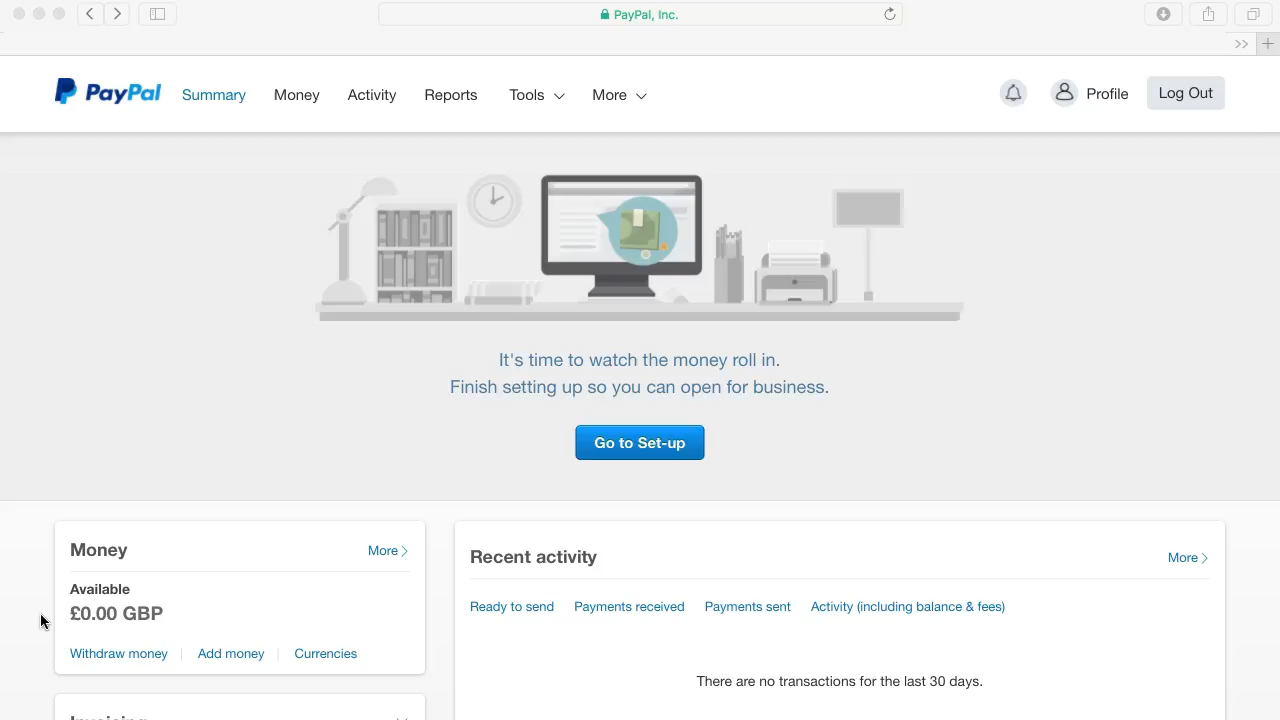 PayPal, Inc.
PayPal
Summary
Money
Activity
Reports
Tools
More
Profile
Log Out
It's time to watch the money roll in.
Finish setting up so you can open for business.
Go to Set-up
Money
More
Available
£0.00 GBP
Withdraw money
Add money
Currencies
Invoicing
Recent activity
More
Ready to send
Payments received
Payments sent
Activity (including balance & fees)
There are no transactions for the last 30 days.